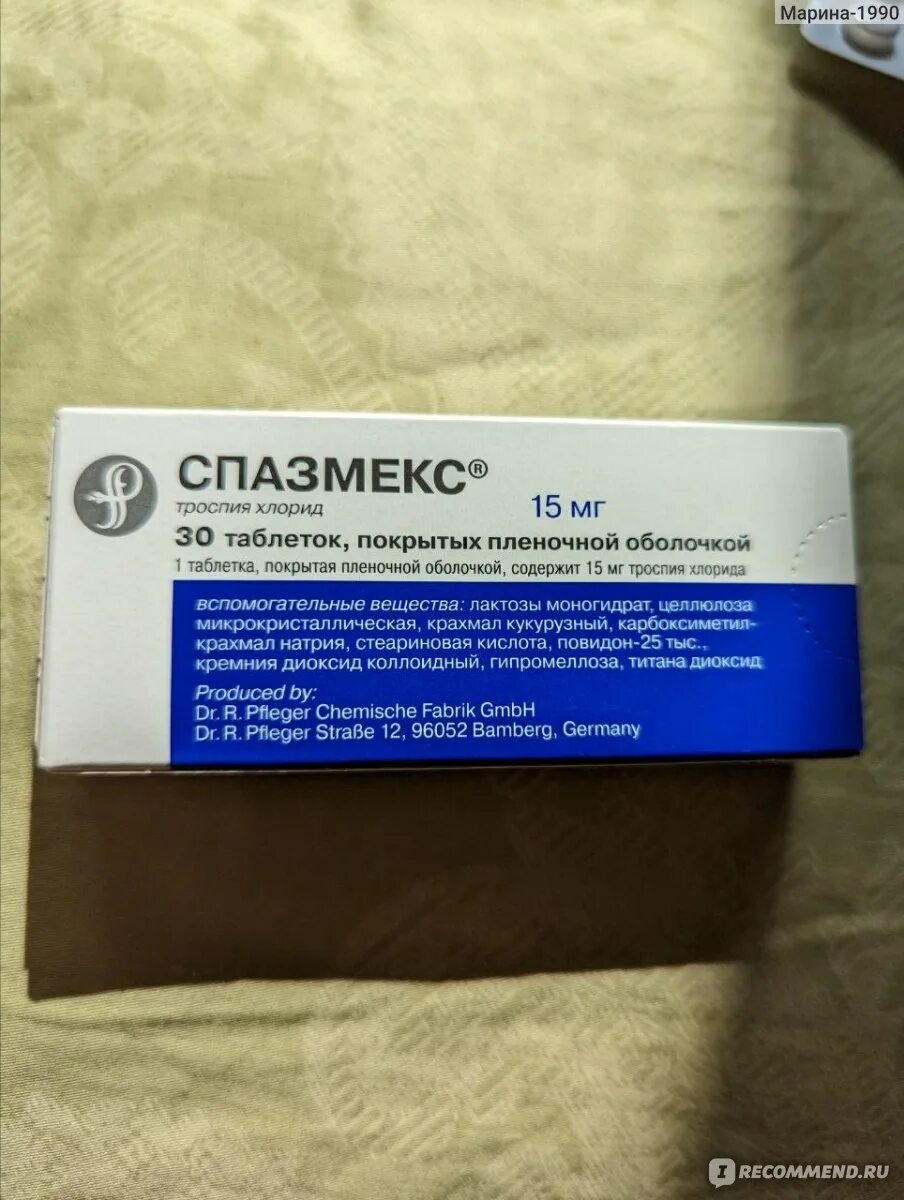 Марина-1990
СПАЗМЕКС®
троспия хлорид
15 мг
30 таблеток, покрытых пленочной оболочкой
1 таблетка, покрытая пленочной оболочкой, содержит 15 мг троспия хлорида
вспомогательные вещества: лактозы моногидрат, целлюлоза
микрокристаллическая, крахмал кукурузный, карбоксиметил-
крахмал натрия, стеариновая кислота, повидон-25 тыс.,
кремния диоксид коллоидный, гипромеллоза, титана диоксид
Produced by:
Dr. R. Pfleger Chemische Fabrik GmbH
Dr. R. Pfleger Straße 12, 96052 Bamberg, Germany
I RECOMMEND.RU